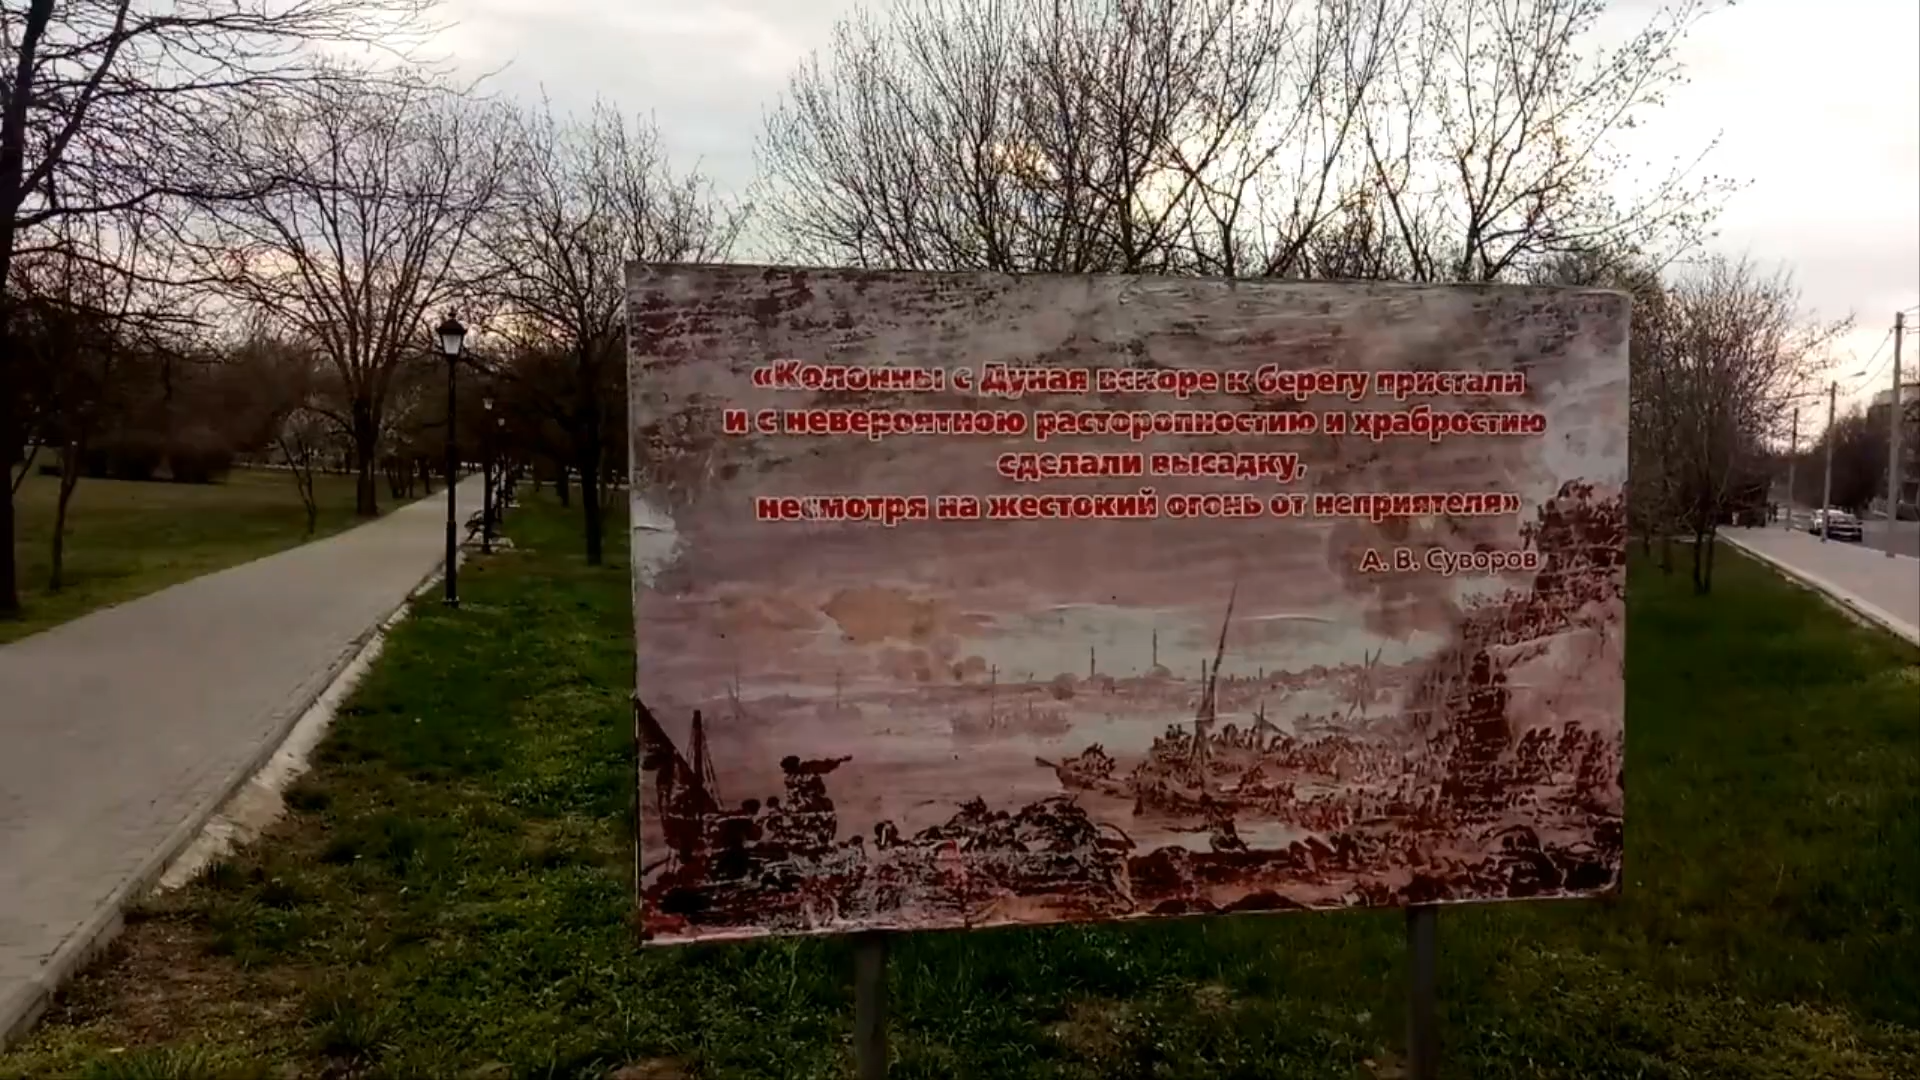 «Колонны с Дуная вскоре к берегу пристали
и с невероятною расторопностию и храбростию
сделали высадку,
несмотря на жестокий огонь от неприятеля»
А. В. Суворов